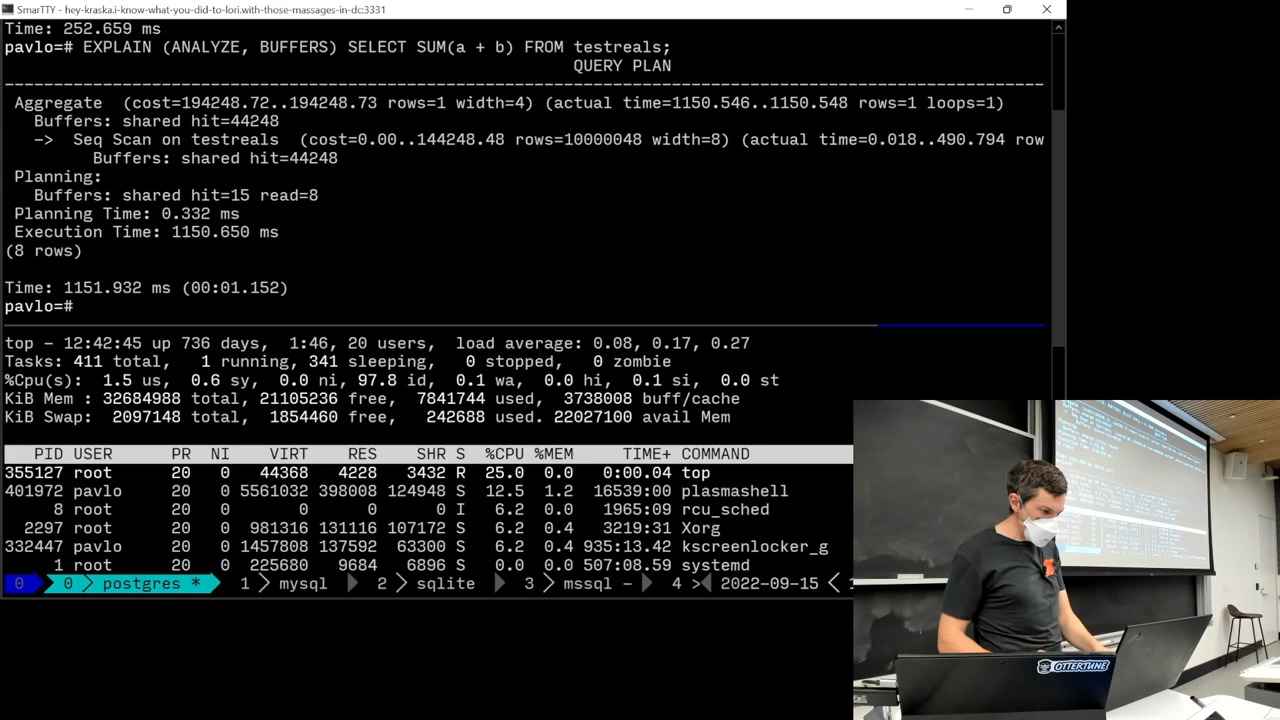 SmarTTY - hey-kraska.i-know-what-you-did-to-lori.with-those-massages-in-dc:3331
Time: 252.659 ms
pavlo=# EXPLAIN (ANALYZE, BUFFERS) SELECT SUM(a + b) FROM testreals;
QUERY PLAN
Aggregate  (cost=194248.72..194248.73 rows=1 width=4) (actual time=1150.546..1150.548 rows=1 loops=1)
Buffers: shared hit=44248
->  Seq Scan on testreals  (cost=0.00..144248.48 rows=10000048 width=8) (actual time=0.018..490.794 row
Buffers: shared hit=44248
Planning:
Buffers: shared hit=15 read=8
Planning Time: 0.332 ms
Execution Time: 1150.650 ms
(8 rows)
Time: 1151.932 ms (00:01.152)
pavlo=#
top - 12:42:45 up 736 days,  1:46, 20 users,  load average: 0.08, 0.17, 0.27
Tasks: 411 total,   1 running, 341 sleeping,   0 stopped,   0 zombie
%Cpu(s):  1.5 us,  0.6 sy,  0.0 ni, 97.8 id,  0.1 wa,  0.0 hi,  0.1 si,  0.0 st
KiB Mem : 32684988 total, 21105236 free,  7841744 used,  3738008 buff/cache
KiB Swap:  2097148 total,  1854460 free,   242688 used. 22027100 avail Mem
PID USER      PR  NI    VIRT    RES    SHR S  %CPU %MEM     TIME+ COMMAND
355127 root      20   0   44368   4228   3432 R  25.0  0.0   0:00.04 top
401972 pavlo     20   0 5561032 398008 124948 S  12.5  1.2  16539:00 plasmashell
8 root      20   0       0      0      0 I   6.2  0.0   1965:09 rcu_sched
2297 pavlo     20   0  981316 131116 107172 S   6.2  0.4   3219:31 Xorg
332447 pavlo     20   0 1457808 137592  63300 S   6.2  0.4 935:13.42 kscreenlocker_g
1 root      20   0  225680   9684   6896 S   0.0  0.0 507:08.59 systemd
0 0 postgres * 1 mysql 2 sqlite 3 mssql - 4 > 2022-09-15
OTTERTUNE